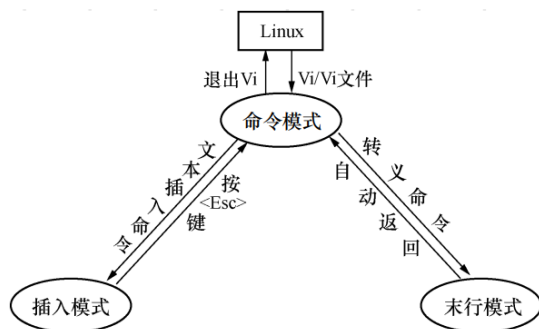 Linux
退出Vi
Vi/Vi文件
命令模式
文本插入命令
按<Esc>键
转义命令
自动返回
插入模式
末行模式